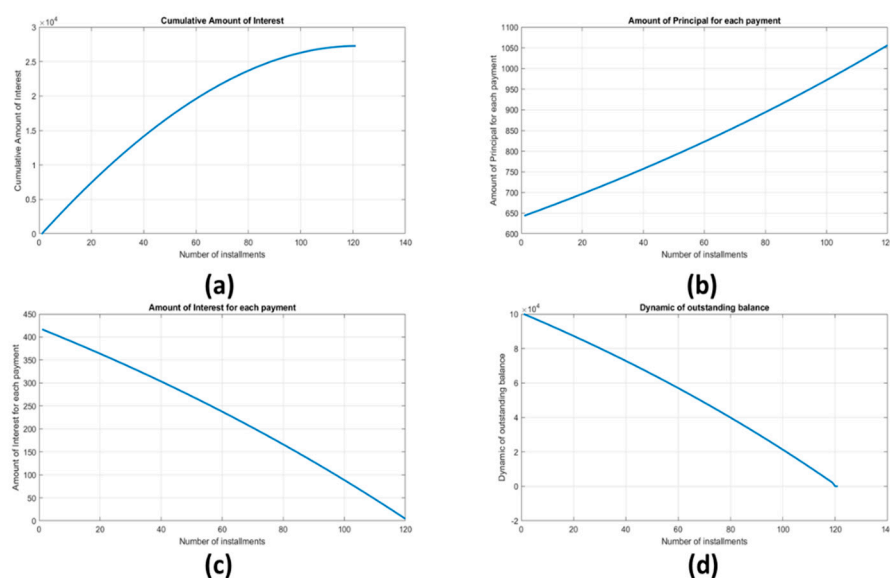 Cumulative Amount of Interest
×10⁴
3
2.5
2
1.5
1
0.5
0
Cumulative Amount of Interest
0 20 40 60 80 100 120 140
Number of installments
(a)
Amount of Principal for each payment
1100
1050
1000
950
900
850
800
750
700
650
600
Amount of Principal for each payment
0 20 40 60 80 100 120
Number of installments
(b)
Amount of Interest for each payment
450
400
350
300
250
200
150
100
50
0
Amount of Interest for each payment
0 20 40 60 80 100 120
Number of installments
(c)
Dynamic of outstanding balance
×10⁴
10
8
6
4
2
0
-2
Dynamic of outstanding balance
0 20 40 60 80 100 120 140
Number of installments
(d)